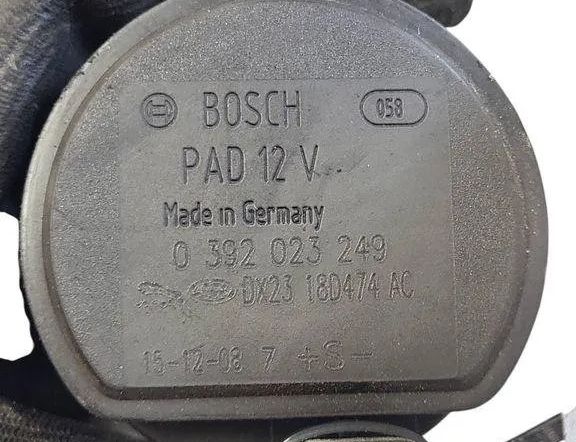 BOSCH 058
PAD 12 V
Made in Germany
0 392 023 249
DX23 18D474 AC
15-12-08 7 +S-